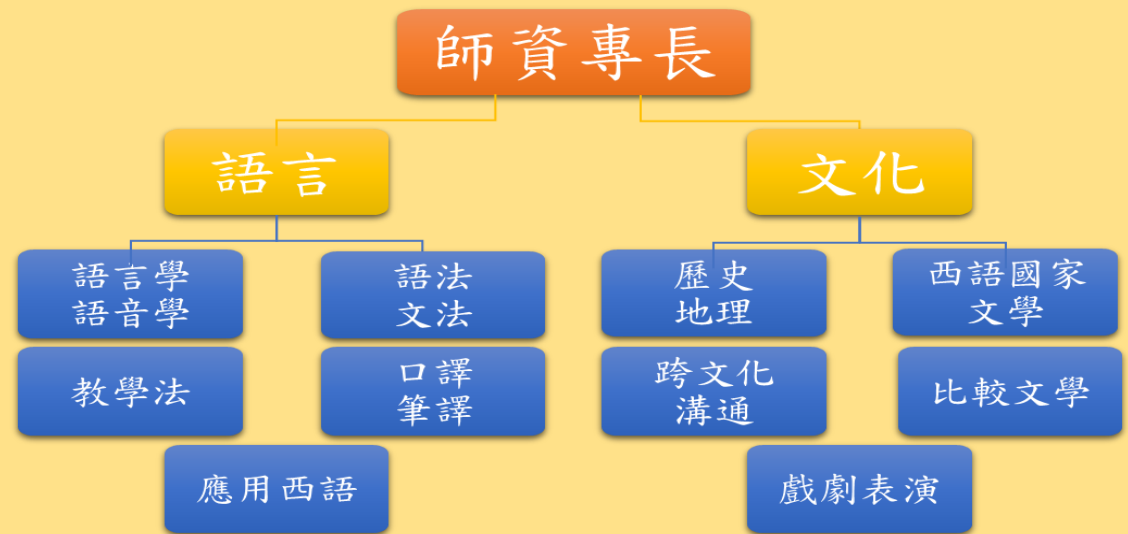 師資專長
語言
文化
語言學
語音學
語法
文法
歷史
地理
西語國家
文學
教學法
口譯
筆譯
跨文化
溝通
比較文學
應用西語
戲劇表演